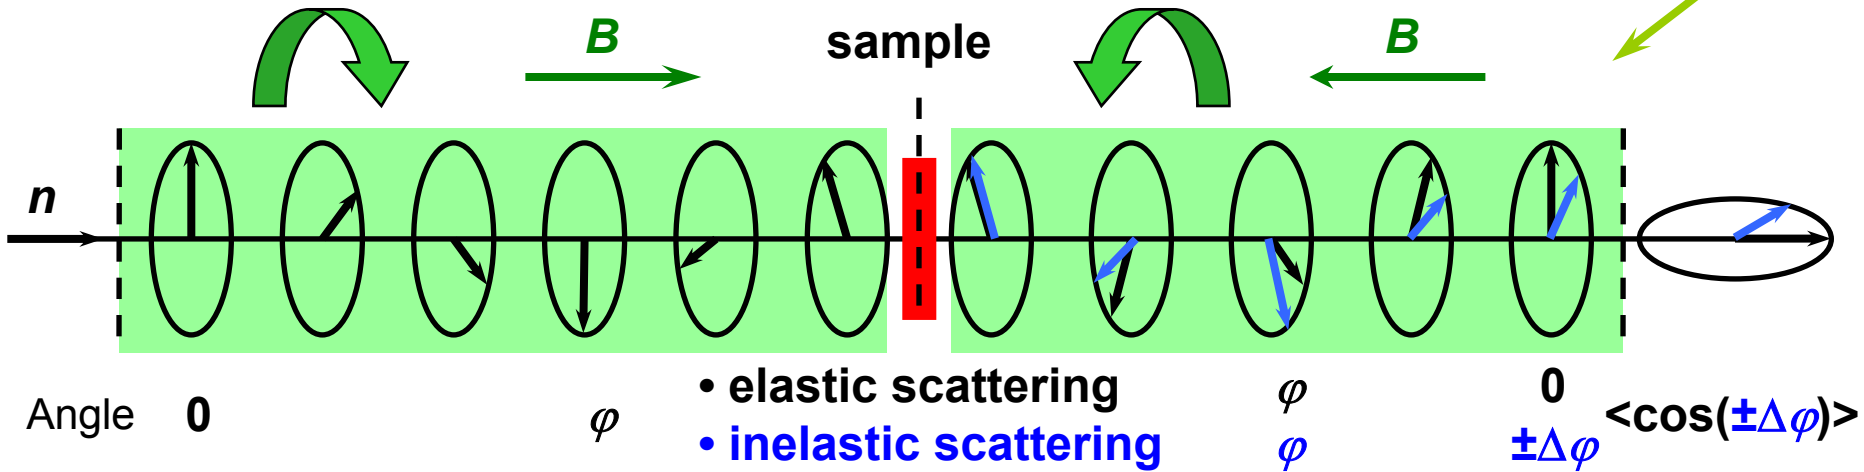 B
sample
B
n
• elastic scattering φ 0
Angle 0 φ <cos(±Δφ)>
• inelastic scattering φ ±Δφ